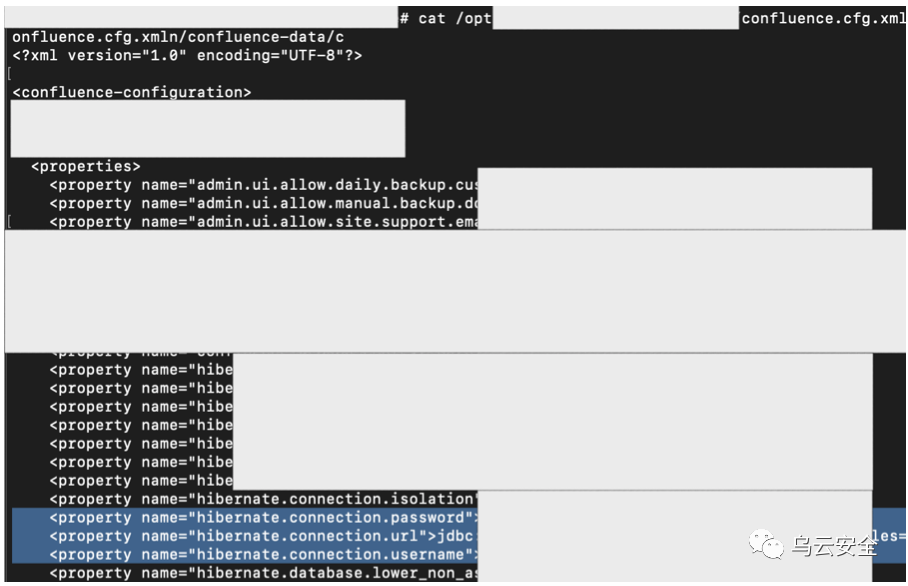 # cat /opt confluence.cfg.xml
onfluence.cfg.xmln/confluence-data/c
<?xml version="1.0" encoding="UTF-8"?>
[
<confluence-configuration>
<properties>
<property name="admin.ui.allow.daily.backup.cus
<property name="admin.ui.allow.manual.backup.do
[ <property name="admin.ui.allow.site.support.ema
<property name="hibe
<property name="hibe
<property name="hibe
<property name="hibe
<property name="hibe
<property name="hibe
<property name="hibe
<property name="hibernate.connection.isolation"
<property name="hibernate.connection.password">
<property name="hibernate.connection.url">jdbc les=
<property name="hibernate.connection.username">
<property name="hibernate.database.lower_non_as
乌云安全